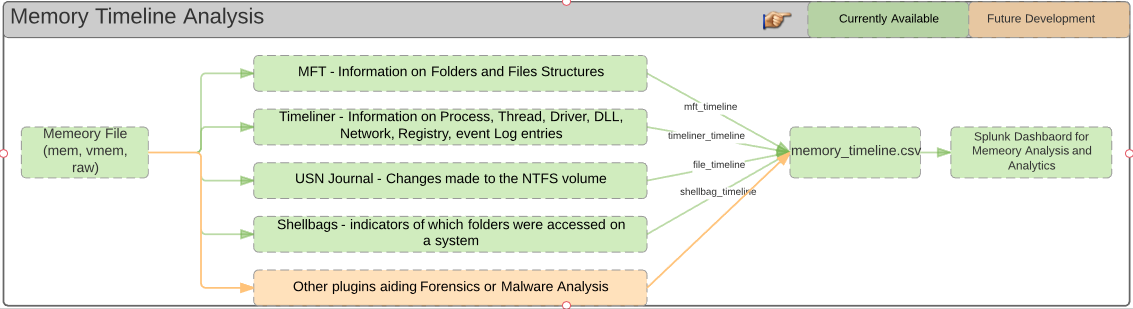 Memory Timeline Analysis
Currently Available
Future Development
MFT - Information on Folders and Files Structures
Timeliner - Information on Process, Thread, Driver, DLL,
Network, Registry, event Log entries
USN Journal - Changes made to the NTFS volume
Shellbags - indicators of which folders were accessed on
a system
Other plugins aiding Forensics or Malware Analysis
Memeory File
(mem, vmem,
raw)
mft_timeline
timeliner_timeline
file_timeline
shellbag_timeline
memory_timeline.csv
Splunk Dashbaord for
Memeory Analysis and
Analytics